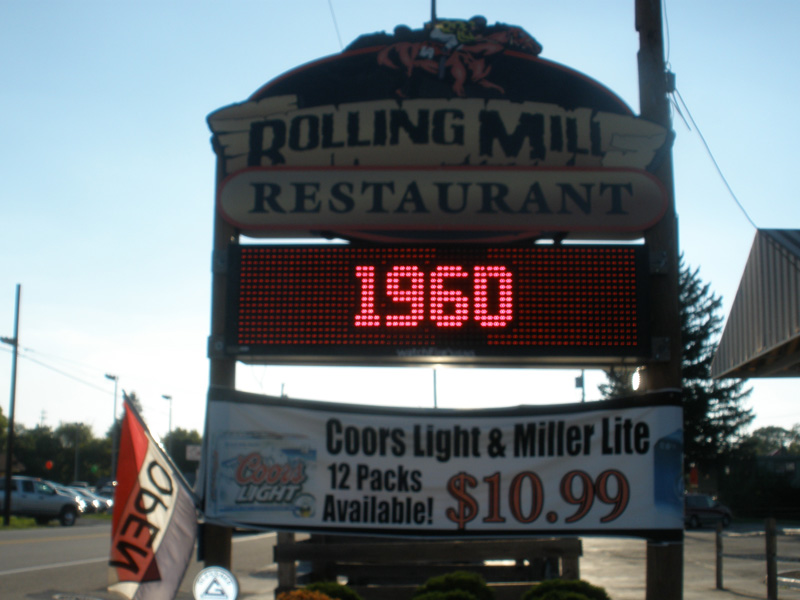 ROLLING MILL
RESTAURANT
1960
Coors Light & Miller Lite
12 Packs
Available!
$10.99
Coors
LIGHT
OPEN